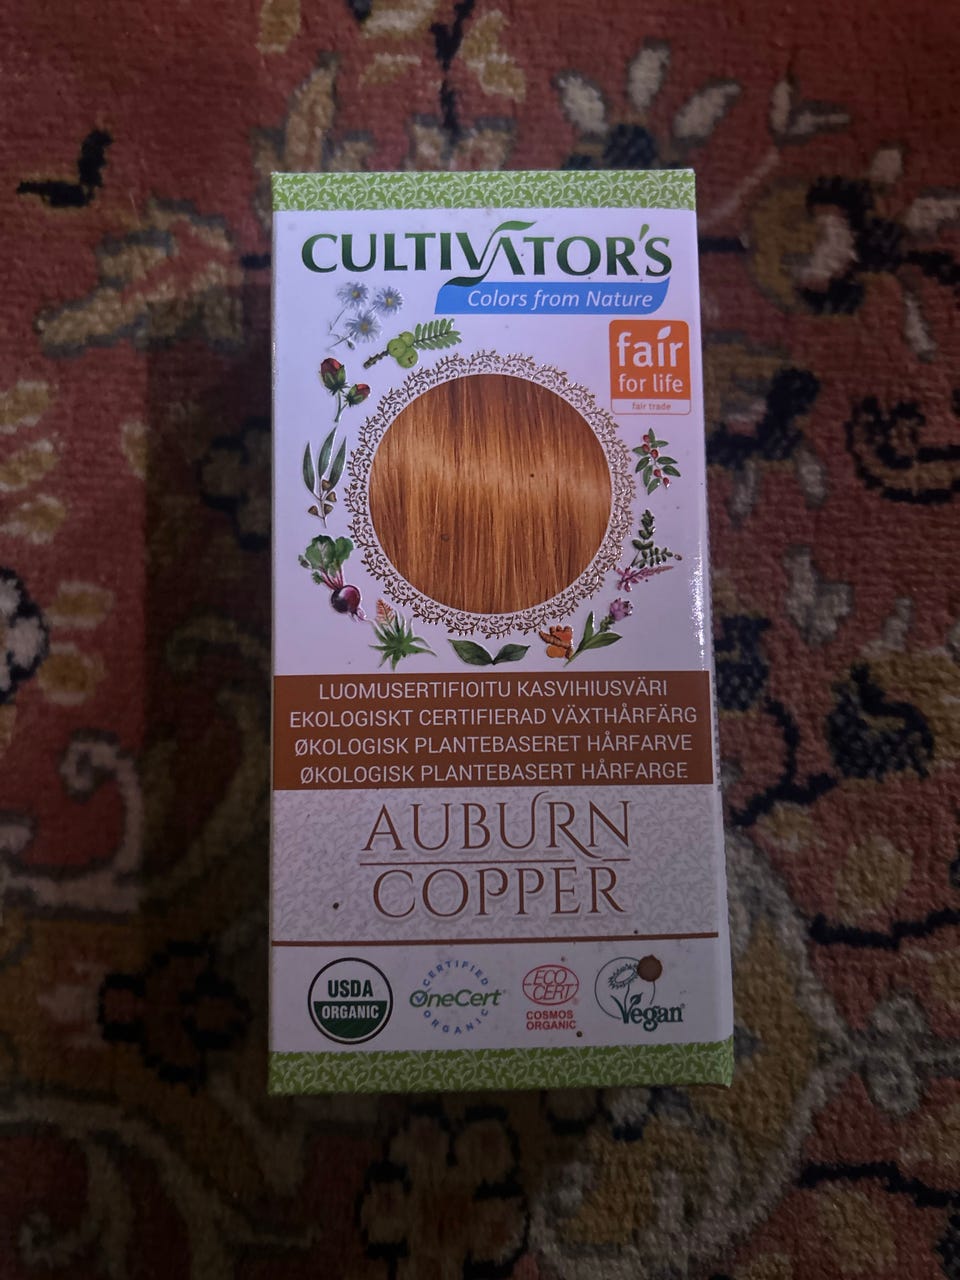 CULTIVATOR'S
Colors from Nature
fair
for life
fair trade
LUOMUSERTIFIOITU KASVIHIUSVÄRI
EKOLOGISKT CERTIFIERAD VÄXTHÅRFÄRG
ØKOLOGISK PLANTEBASERET HÅRFARVE
ØKOLOGISK PLANTEBASERT HÅRFARGE
AUBURN
COPPER
USDA
ORGANIC
CERTIFIED
OneCert
ORGANIC
ECO
CERT
COSMOS
ORGANIC
Vegan